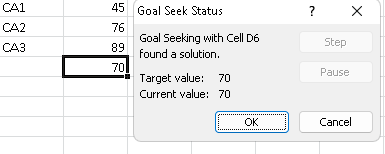 CA1 45
CA2 76
CA3 89
70
Goal Seek Status ? ×
Goal Seeking with Cell D6
found a solution.
Step
Pause
Target value: 70
Current value: 70
OK Cancel